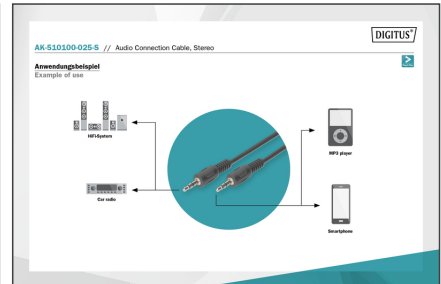 DIGITUS®
AK-510100-025-S // Audio Connection Cable, Stereo
Anwendungsbeispiel
Example of use
HiFi-System
MP3 player
Car radio
Smartphone